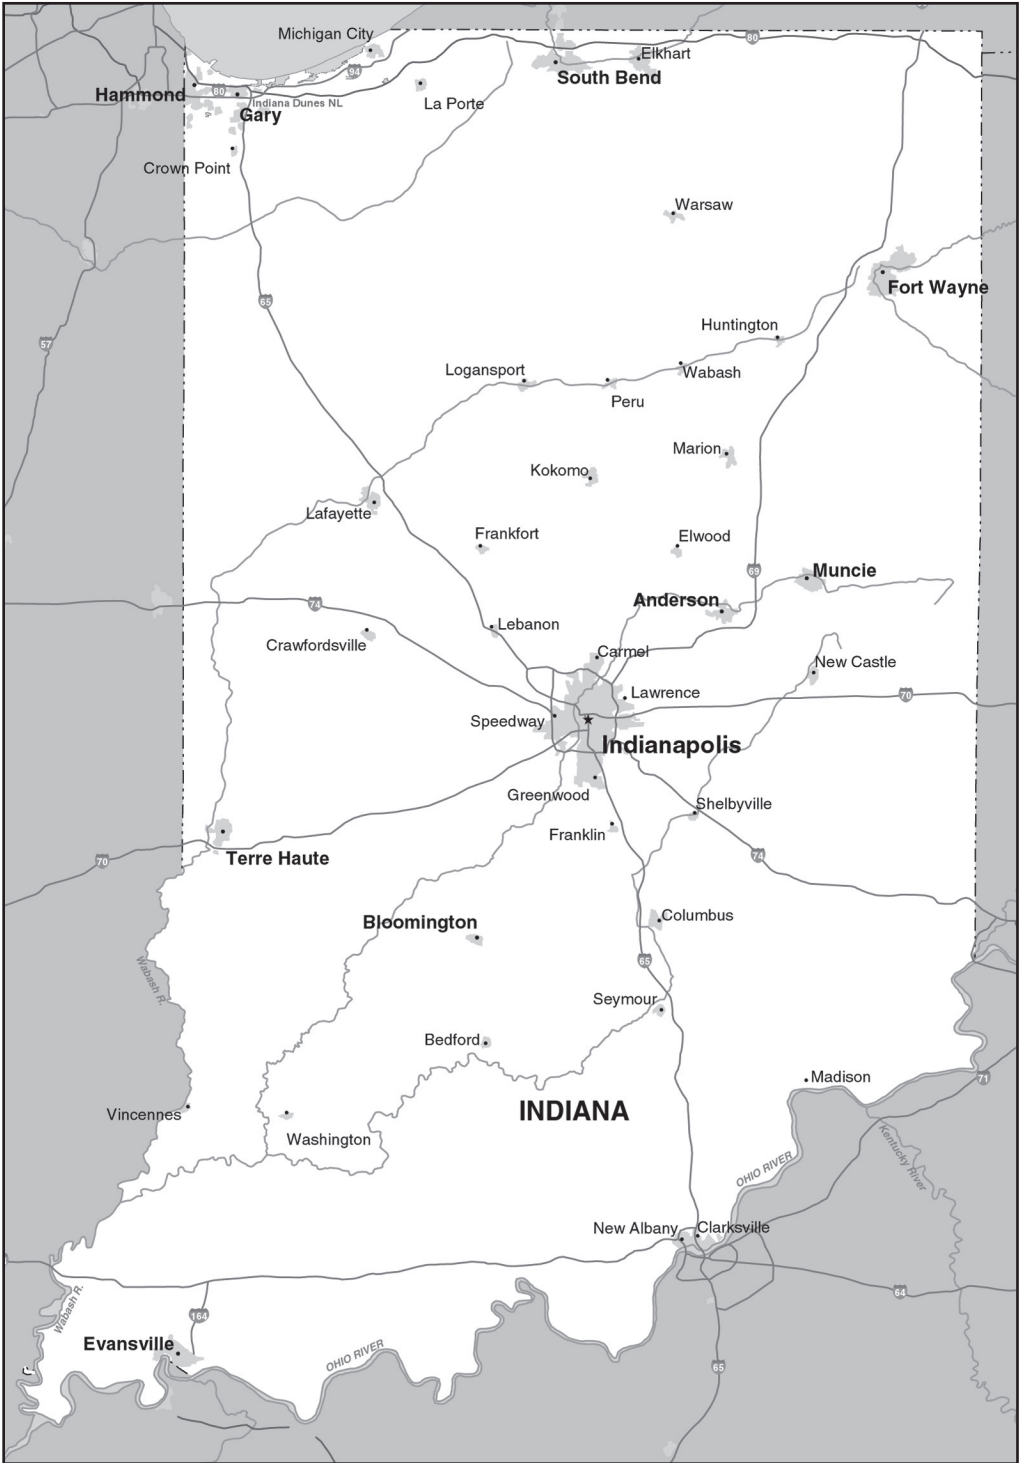 Michigan City
80
Elkhart
94
South Bend
Hammond
80
Indiana Dunes NL
La Porte
Gary
Crown Point
Warsaw
Fort Wayne
65
Huntington
57
Logansport
Wabash
Peru
Marion
Kokomo
Lafayette
Frankfort
Elwood
69
Muncie
Anderson
74
Lebanon
Crawfordsville
Carmel
New Castle
Lawrence
70
Speedway
Indianapolis
Greenwood
Shelbyville
Franklin
74
Terre Haute
70
Bloomington
Columbus
Wabash R.
65
Seymour
Bedford
Madison
71
INDIANA
Vincennes
Washington
Kentucky River
OHIO RIVER
New Albany
Clarksville
64
Wabash R.
164
Evansville
OHIO RIVER
65